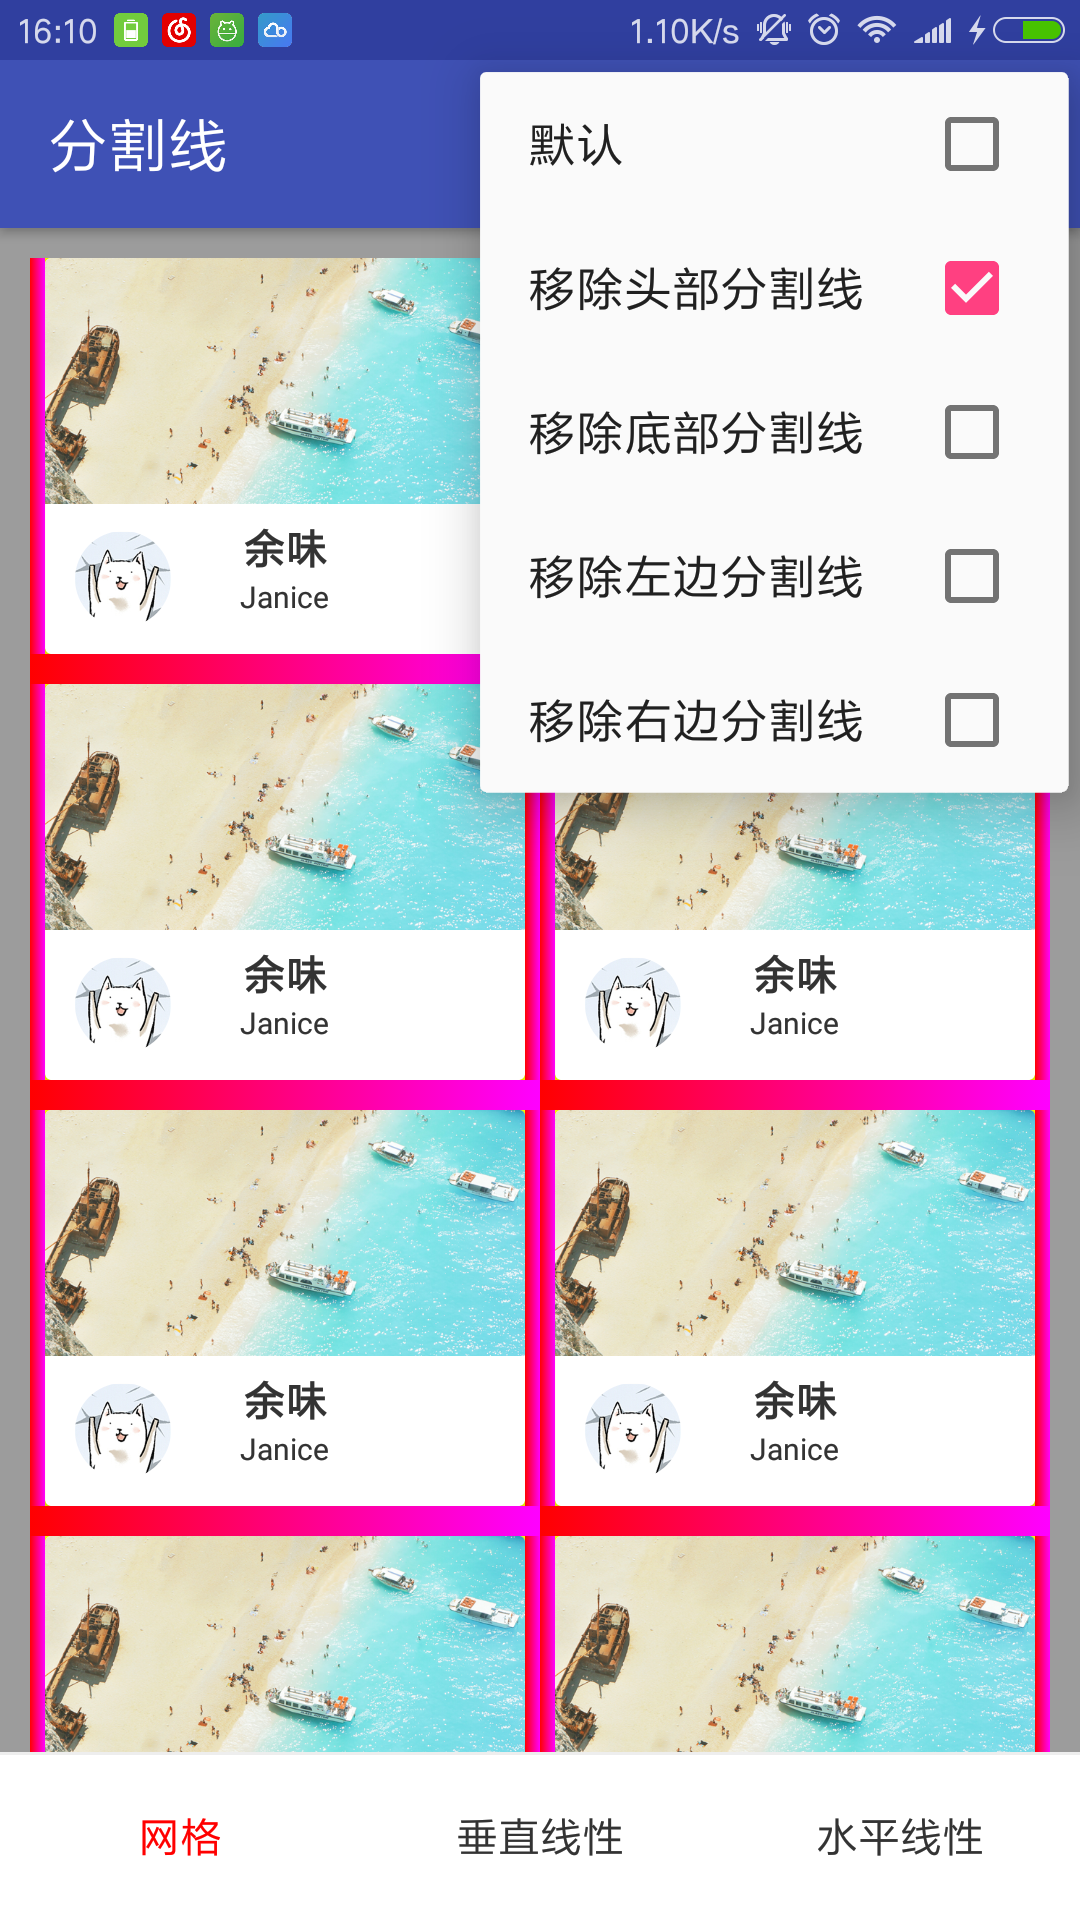 16:10
1.10K/s
分割线
默认
移除头部分割线
移除底部分割线
移除左边分割线
移除右边分割线
余味
Janice
余味
Janice
余味
Janice
余味
Janice
余味
Janice
网格
垂直线性
水平线性